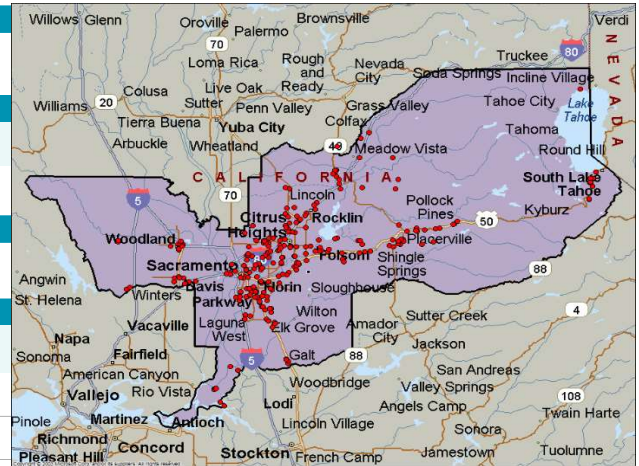 Willows Glenn
Oroville
Palermo
Brownsville
Verdi
70
80
Loma Rica
Rough
and
Ready
Nevada
City
Truckee
Soda Springs
Incline Village
NEVADA
Colusa
Live Oak
Williams
20
Sutter
Penn Valley
Grass Valley
Tahoe City
Lake
Tahoe
Tierra Buena
Yuba City
Colfax
Tahoma
Arbuckle
Wheatland
49
Meadow Vista
Round Hill
CALIFORNIA
5
70
Lincoln
South Lake
Tahoe
Pollock
Pines
Citrus
Heights
Rocklin
50
Kyburz
Woodland
Placerville
Sacramento
Folsom
Shingle
Springs
88
Angwin
Davis
Florin
Sloughhouse
St. Helena
Winters
Parkway
Wilton
Sutter Creek
4
Vacaville
Laguna
West
Elk Grove
Amador
City
Napa
Jackson
Sonoma
Fairfield
5
Galt
88
American Canyon
San Andreas
Rio Vista
Woodbridge
Valley Springs
Vallejo
Lodi
Angels Camp
108
Pinole
Martinez
Antioch
Lincoln Village
Twain Harte
Richmond
Sonora
Concord
Stockton
Pleasant Hill
French Camp
Jamestown
Tuolumne